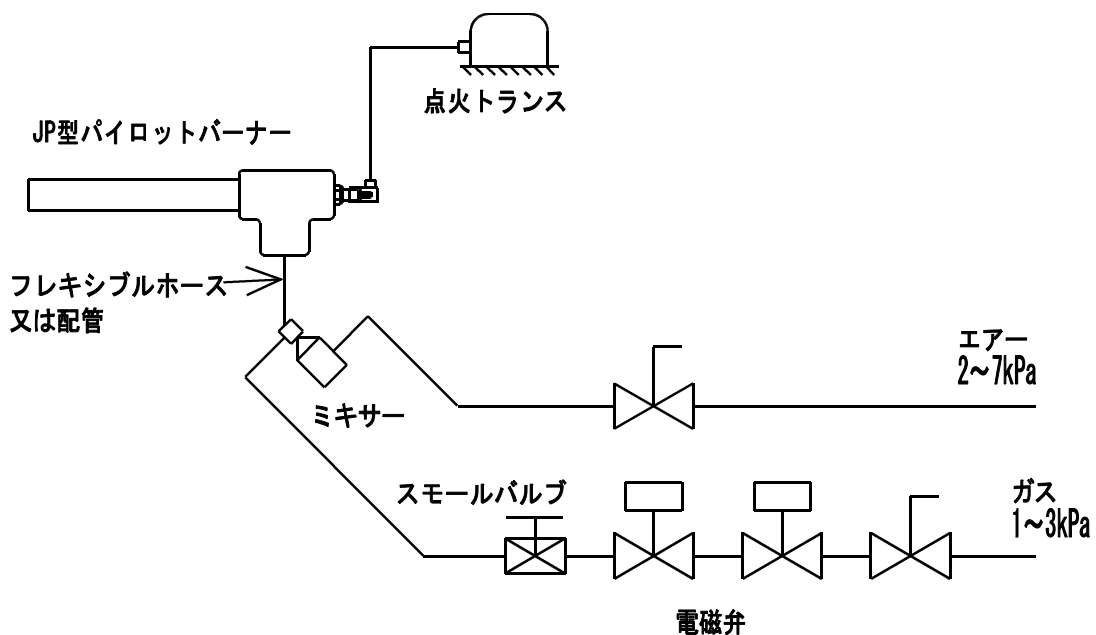 点火トランス
JP型パイロットバーナー
フレキシブルホース
又は配管
エアー
2～7kPa
ミキサー
スモールバルブ
ガス
1～3kPa
電磁弁